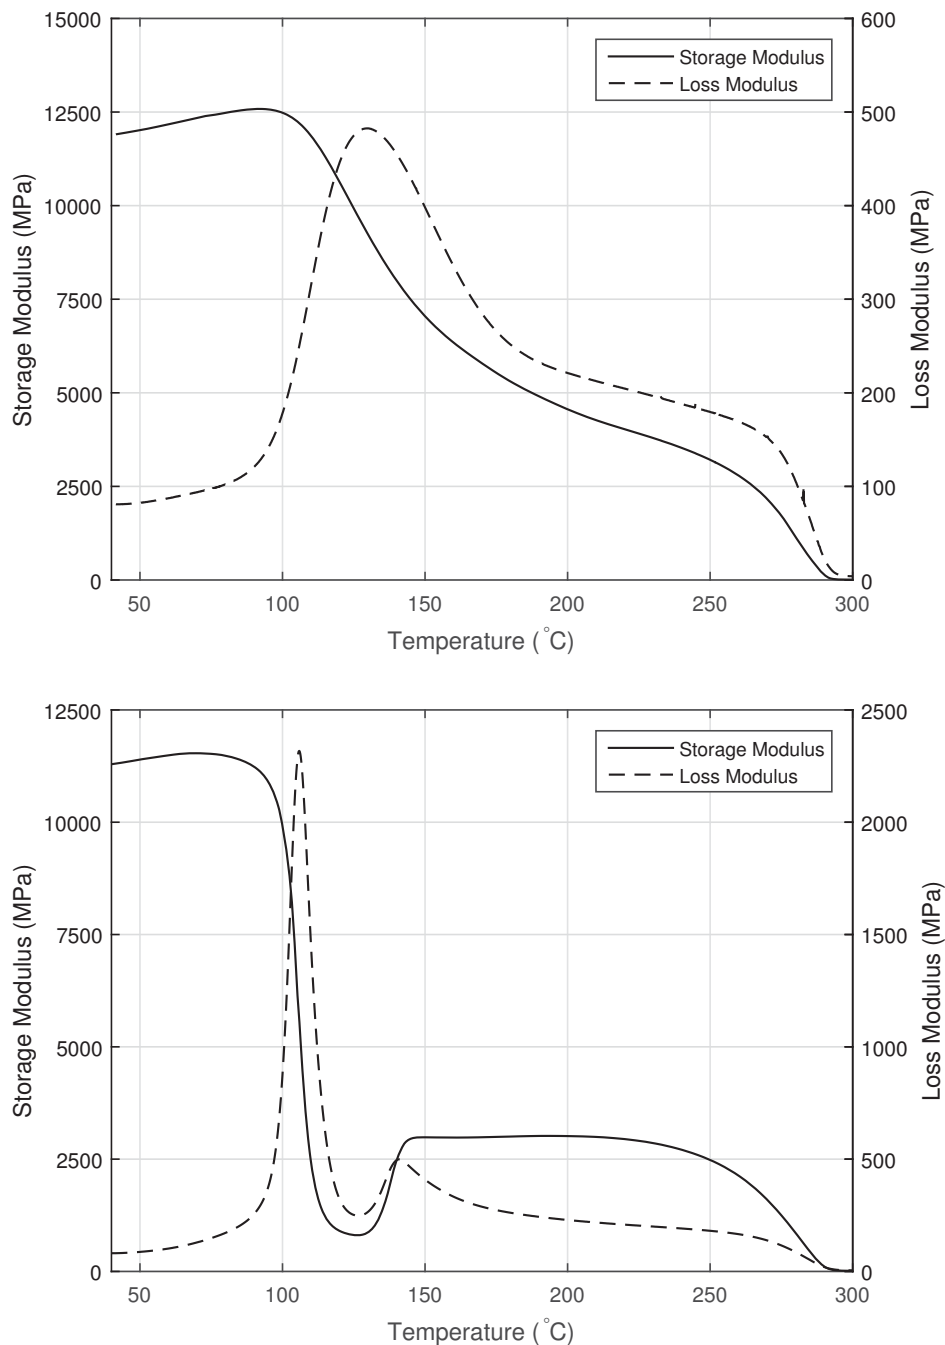 15000
12500
10000
7500
5000
2500
0
Storage Modulus (MPa)
600
500
400
300
200
100
0
Loss Modulus (MPa)
Storage Modulus
Loss Modulus
50 100 150 200 250 300
Temperature (°C)
12500
10000
7500
5000
2500
0
Storage Modulus (MPa)
2500
2000
1500
1000
500
0
Loss Modulus (MPa)
Storage Modulus
Loss Modulus
50 100 150 200 250 300
Temperature (°C)